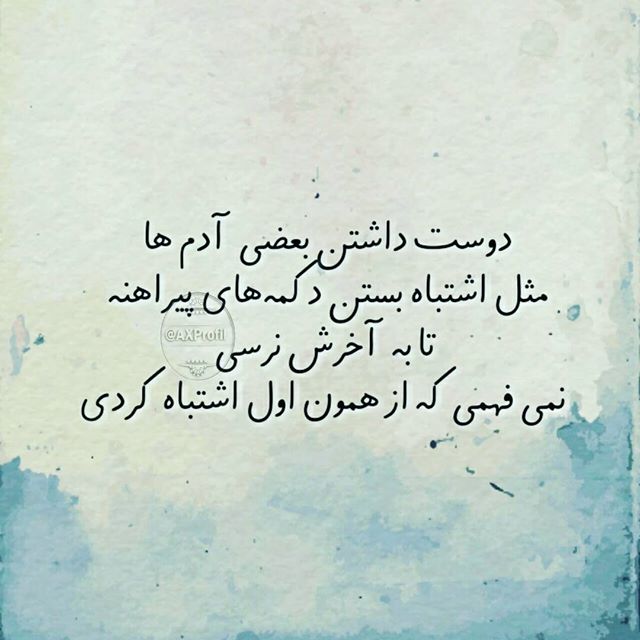 دوست داشتن بعضی آدم ها
مثل اشتباه بستن دکمه‌های پیراهنه
تا به آخرش نرسی
نمی فهمی که از همون اول اشتباه کردی
@AXProfil